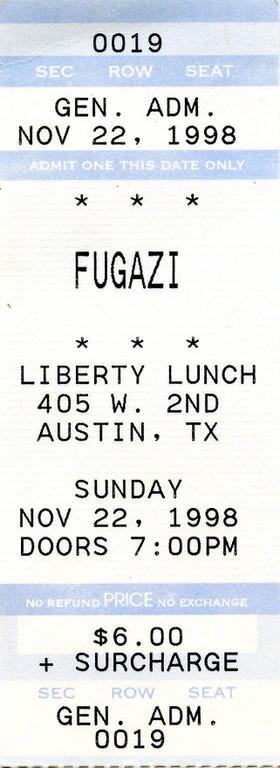 0019
SEC ROW SEAT
GEN. ADM.
NOV 22, 1998
ADMIT ONE THIS DATE ONLY
* * *
FUGAZI
* * *
LIBERTY LUNCH
405 W. 2ND
AUSTIN, TX
SUNDAY
NOV 22, 1998
DOORS 7:00PM
NO REFUND PRICE NO EXCHANGE
$6.00
+ SURCHARGE
SEC ROW SEAT
GEN. ADM.
0019